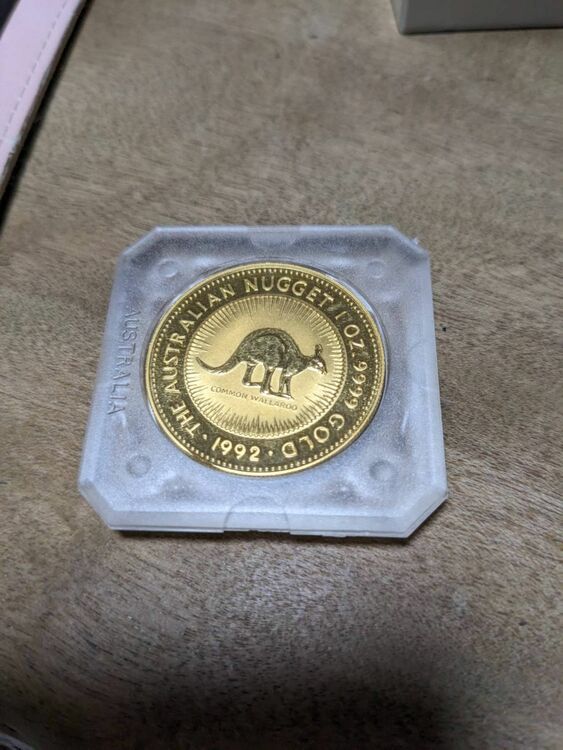 THE AUSTRALIAN NUGGET 1 OZ. 9999 GOLD
COMMON WALLAROO
· 1992 ·
AUSTRALIA